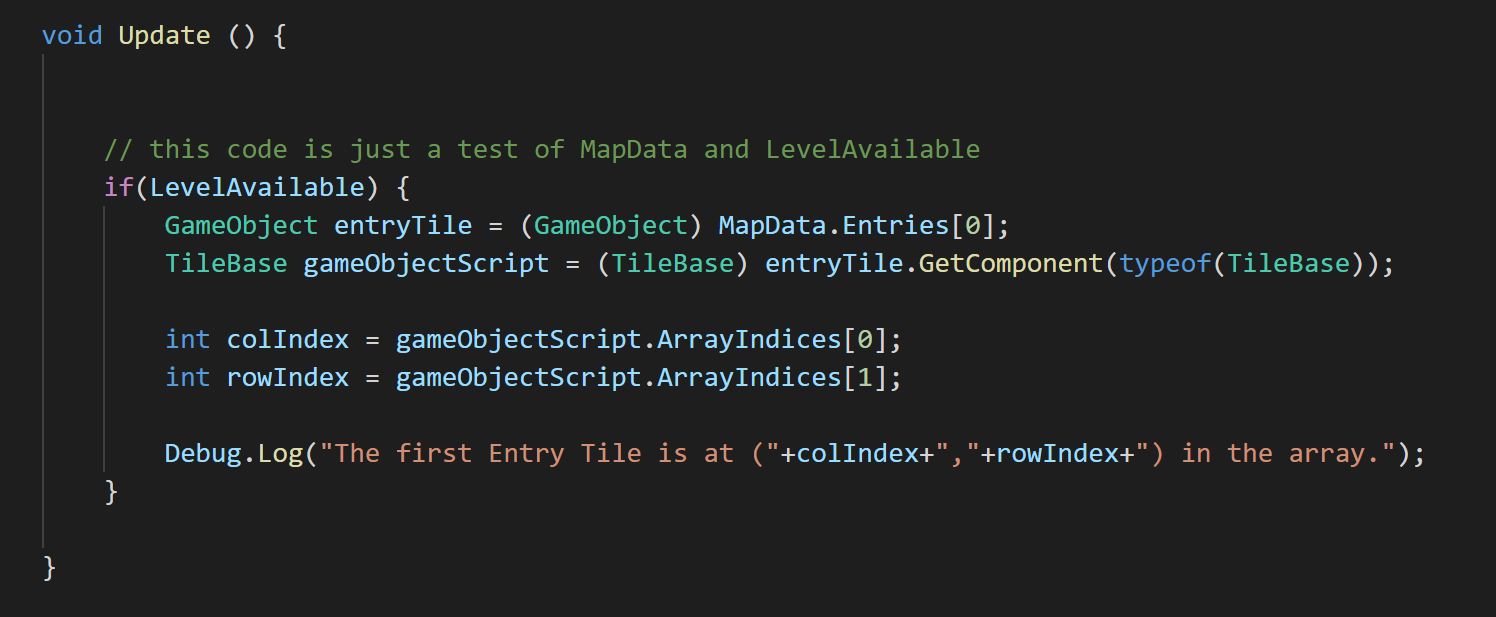 void Update () {
// this code is just a test of MapData and LevelAvailable
if(LevelAvailable) {
GameObject entryTile = (GameObject) MapData.Entries[0];
TileBase gameObjectScript = (TileBase) entryTile.GetComponent(typeof(TileBase));
int colIndex = gameObjectScript.ArrayIndices[0];
int rowIndex = gameObjectScript.ArrayIndices[1];
Debug.Log("The first Entry Tile is at ("+colIndex+","+rowIndex+") in the array.");
}
}